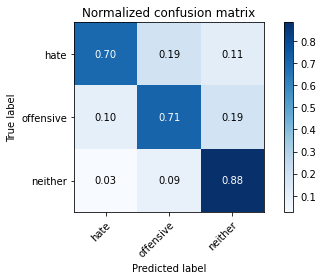 Normalized confusion matrix
True label
hate
offensive
neither
0.70 0.19 0.11
0.10 0.71 0.19
0.03 0.09 0.88
hate
offensive
neither
Predicted label
0.8
0.7
0.6
0.5
0.4
0.3
0.2
0.1